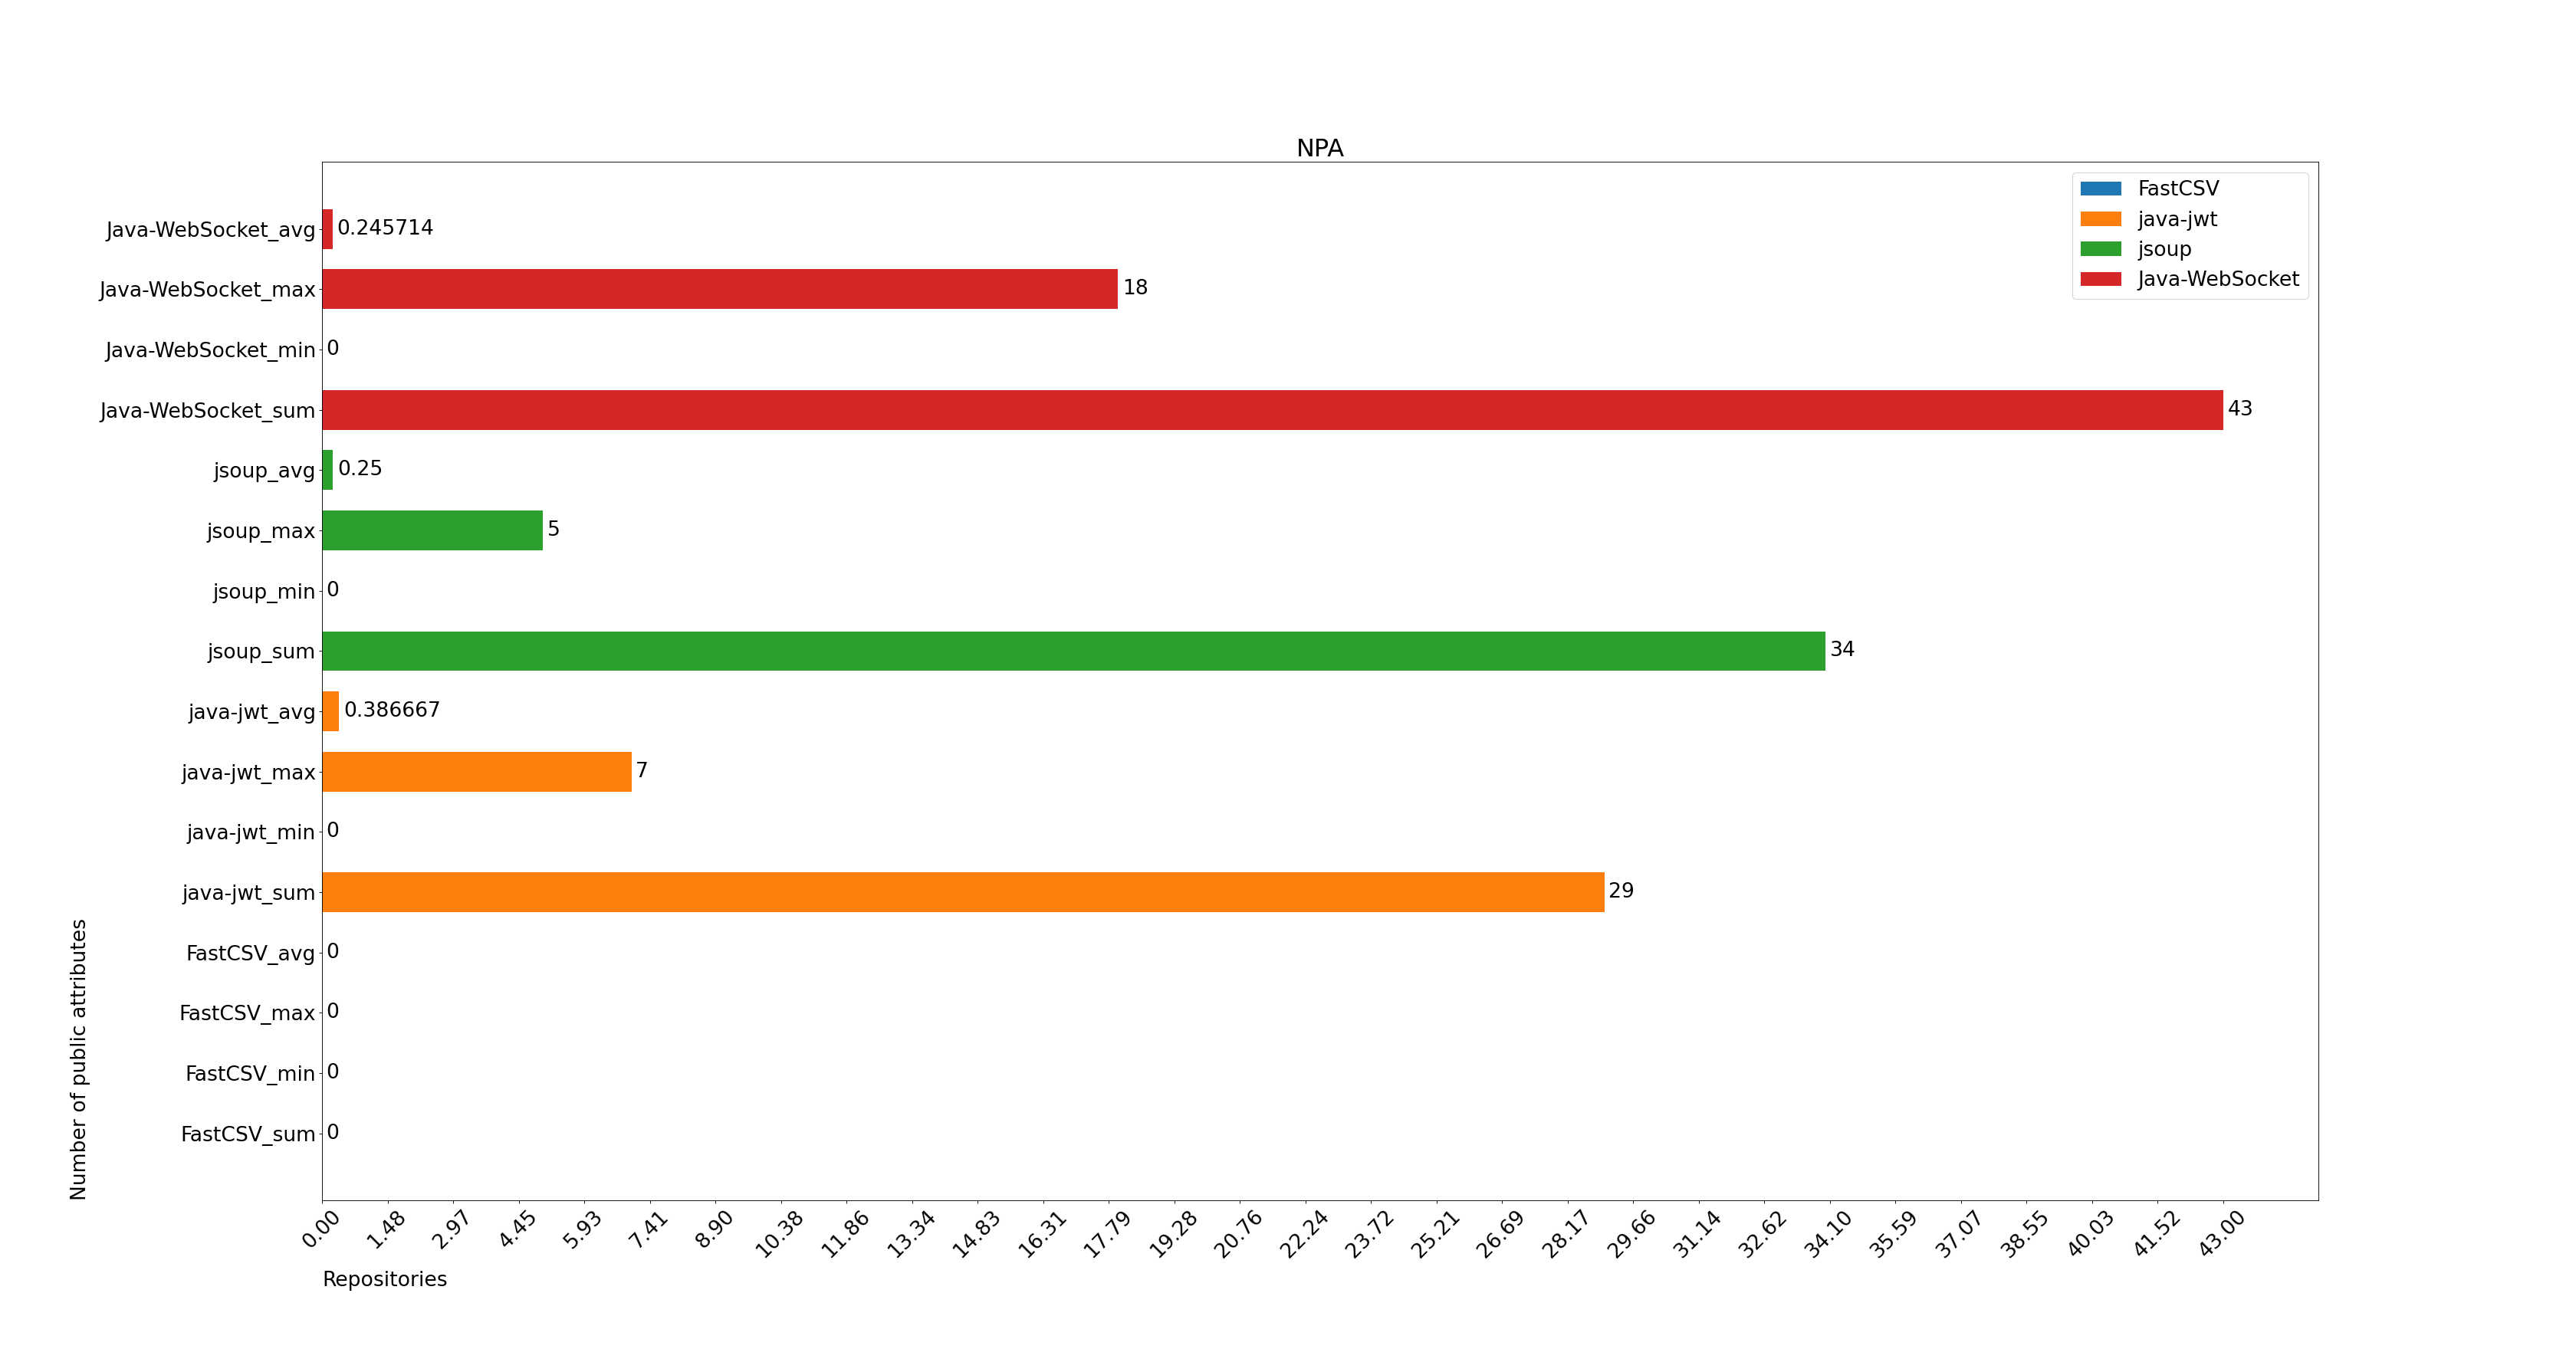 NPA
FastCSV
java-jwt
jsoup
Java-WebSocket
Java-WebSocket_avg 0.245714
Java-WebSocket_max 18
Java-WebSocket_min 0
Java-WebSocket_sum 43
jsoup_avg 0.25
jsoup_max 5
jsoup_min 0
jsoup_sum 34
java-jwt_avg 0.386667
java-jwt_max 7
java-jwt_min 0
java-jwt_sum 29
FastCSV_avg 0
FastCSV_max 0
FastCSV_min 0
FastCSV_sum 0
Number of public attributes
0.00 1.48 2.97 4.45 5.93 7.41 8.90 10.38 11.86 13.34 14.83 16.31 17.79 19.28 20.76 22.24 23.72 25.21 26.69 28.17 29.66 31.14 32.62 34.10 35.59 37.07 38.55 40.03 41.52 43.00
Repositories